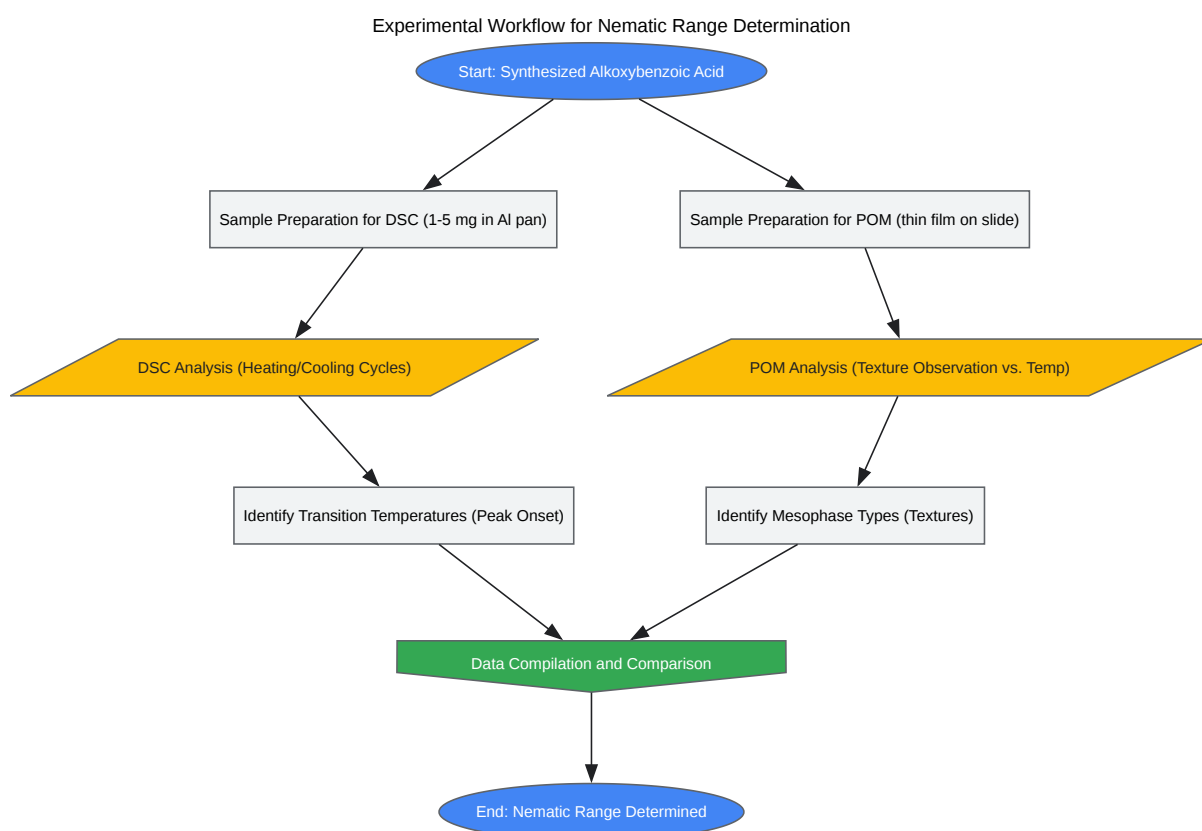 Experimental Workflow for Nematic Range Determination
Start: Synthesized Alkoxybenzoic Acid
Sample Preparation for DSC (1-5 mg in Al pan)
Sample Preparation for POM (thin film on slide)
DSC Analysis (Heating/Cooling Cycles)
POM Analysis (Texture Observation vs. Temp)
Identify Transition Temperatures (Peak Onset)
Identify Mesophase Types (Textures)
Data Compilation and Comparison
End: Nematic Range Determined